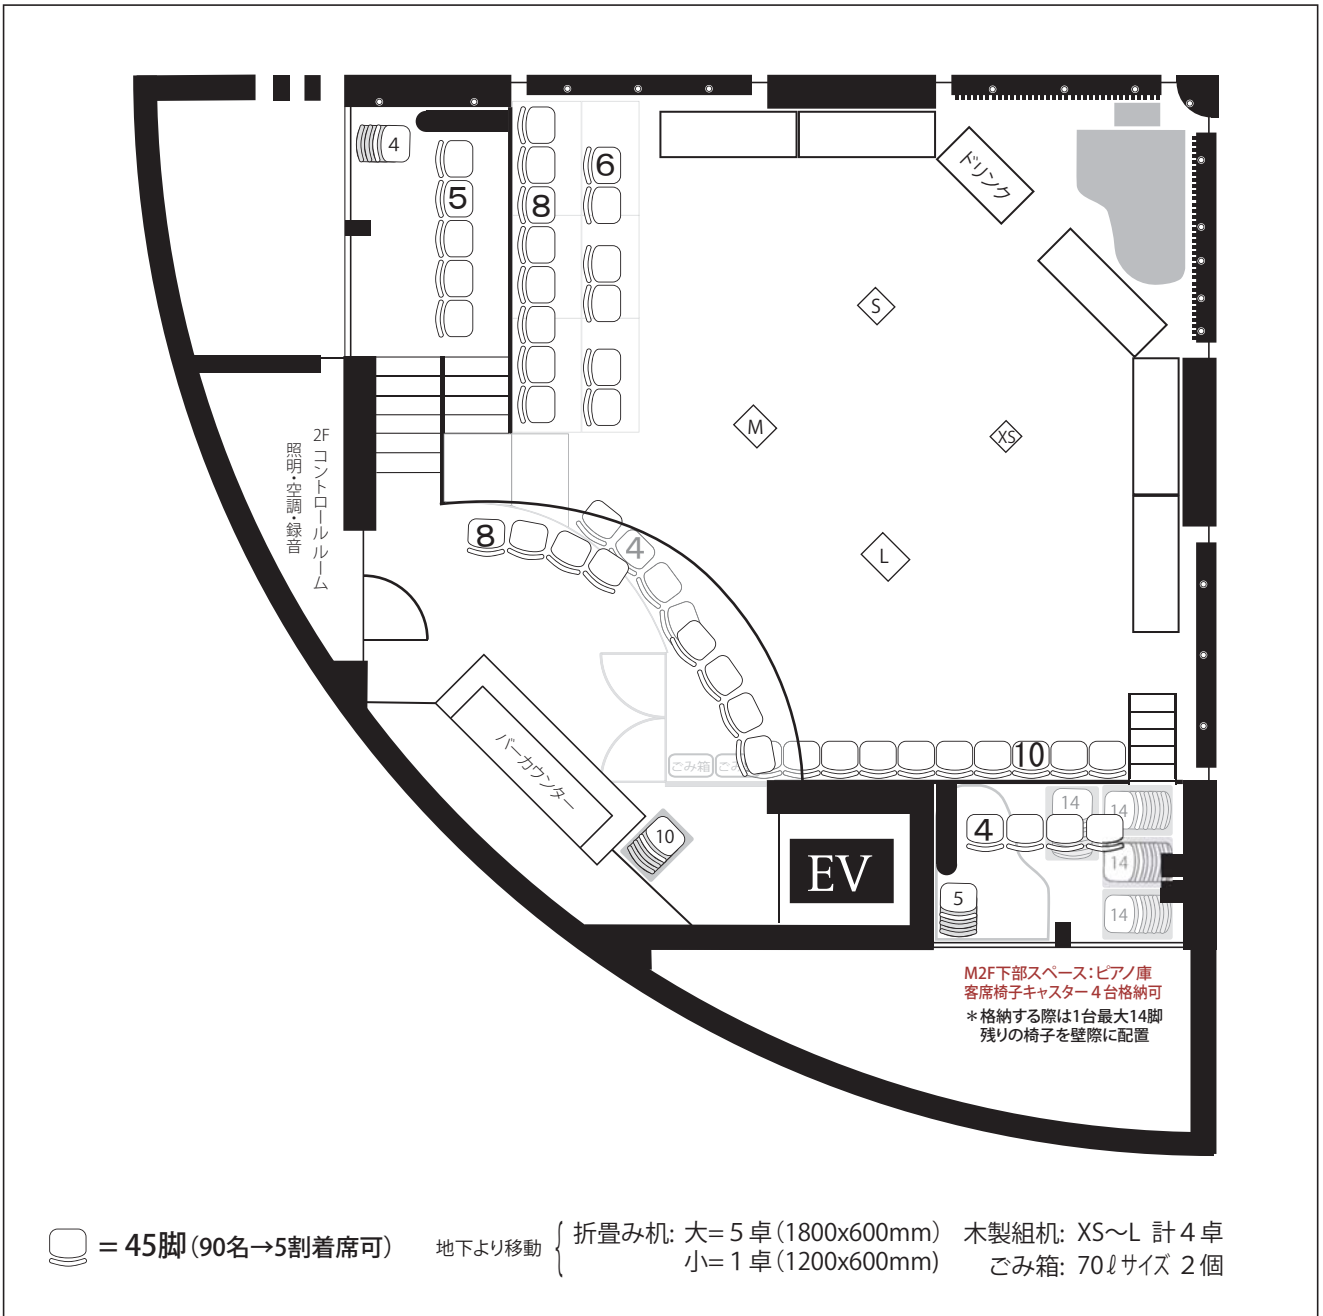 4
5
8
6
ドリンク
S
M
XS
L
2F コントロールルーム
照明・空調・録音
8
4
バーカウンター
ごみ箱
ごみ
10
10
EV
4
14
14
14
14
5
M2F下部スペース：ピアノ庫
客席椅子キャスター４台格納可
＊格納する際は1台最大14脚
残りの椅子を壁際に配置
= 45脚（90名→5割着席可）
地下より移動
折畳み机: 大=５卓（1800x600mm）
小=１卓（1200x600mm）
木製組机: XS〜L 計４卓
ごみ箱: 70ℓサイズ ２個